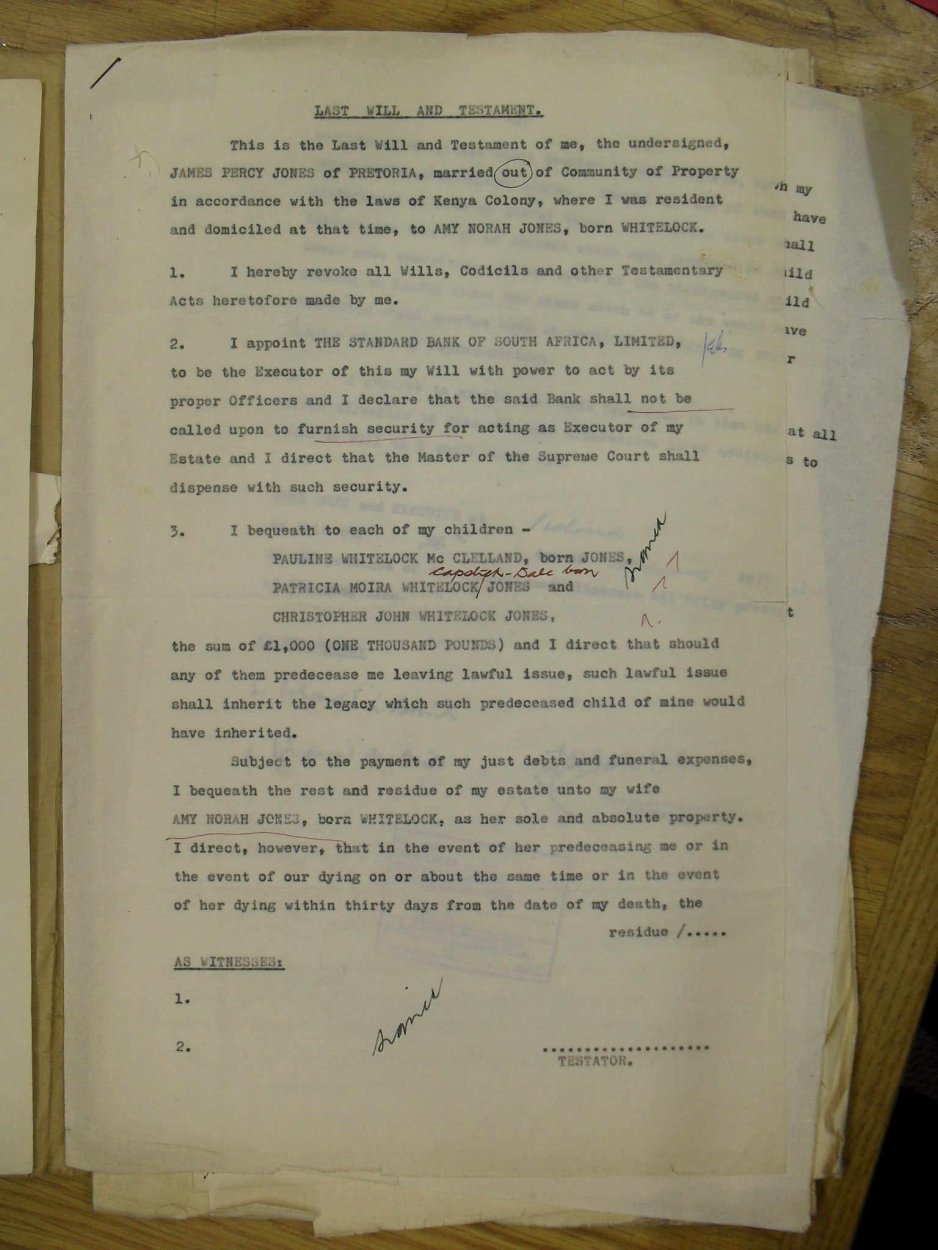 LAST WILL AND TESTAMENT.
This is the Last Will and Testament of me, the undersigned,
JAMES PERCY JONES of PRETORIA, married out of Community of Property
in accordance with the laws of Kenya Colony, where I was resident
and domiciled at that time, to AMY NORAH JONES, born WHITELOCK.
1. I hereby revoke all Wills, Codicils and other Testamentary
Acts heretofore made by me.
2. I appoint THE STANDARD BANK OF SOUTH AFRICA, LIMITED,
to be the Executor of this my Will with power to act by its
proper Officers and I declare that the said Bank shall not be
called upon to furnish security for acting as Executor of my
Estate and I direct that the Master of the Supreme Court shall
dispense with such security.
3. I bequeath to each of my children -
PAULINE WHITELOCK Mc CLELLAND, born JONES,
born
PATRICIA MOIRA WHITELOCK/JONES and
CHRISTOPHER JOHN WHITELOCK JONES,
the sum of £1,000 (ONE THOUSAND POUNDS) and I direct that should
any of them predecease me leaving lawful issue, such lawful issue
shall inherit the legacy which such predeceased child of mine would
have inherited.
Subject to the payment of my just debts and funeral expenses,
I bequeath the rest and residue of my estate unto my wife
AMY NORAH JONES, born WHITELOCK, as her sole and absolute property.
I direct, however, that in the event of her predeceasing me or in
the event of our dying on or about the same time or in the event
of her dying within thirty days from the date of my death, the
residue /.....
AS WITNESSES:
1.
2.
signed
....................
TESTATOR.
my
have
at all
to